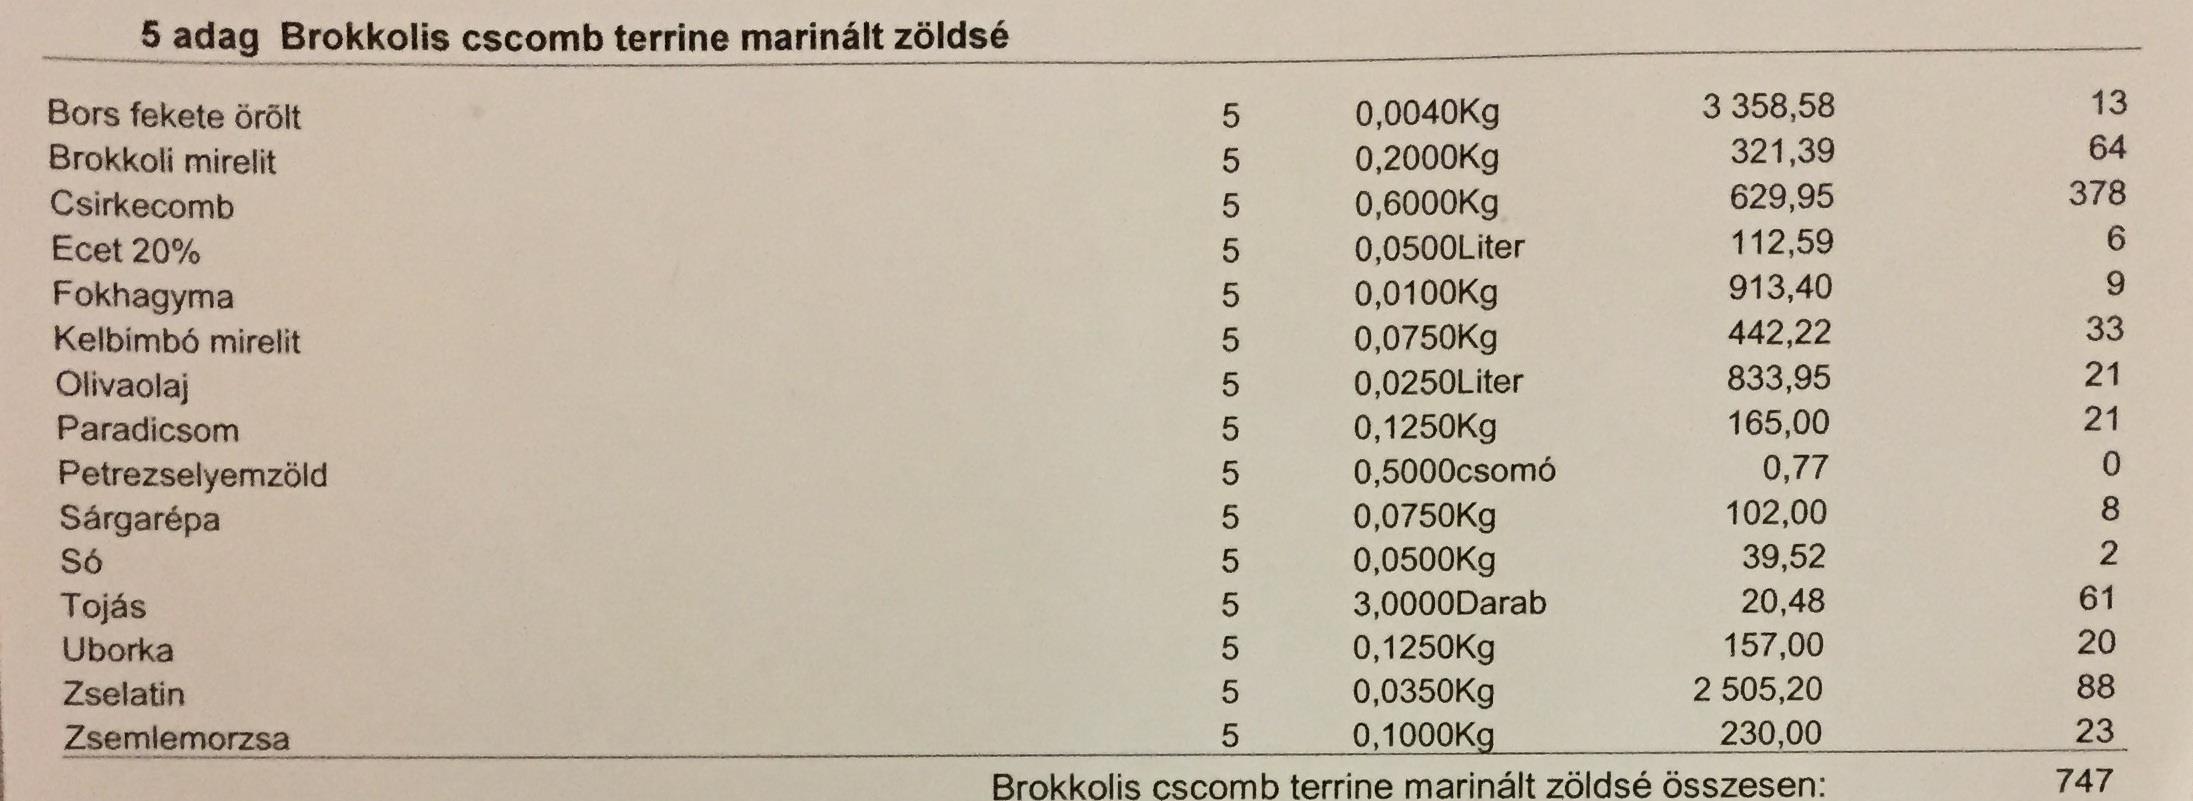 5 adag Brokkolis cscomb terrine marinált zöldsé
Bors fekete örõlt 5 0,0040Kg 3 358,58 13
Brokkoli mirelit 5 0,2000Kg 321,39 64
Csirkecomb 5 0,6000Kg 629,95 378
Ecet 20% 5 0,0500Liter 112,59 6
Fokhagyma 5 0,0100Kg 913,40 9
Kelbimbó mirelit 5 0,0750Kg 442,22 33
Olivaolaj 5 0,0250Liter 833,95 21
Paradicsom 5 0,1250Kg 165,00 21
Petrezselyemzöld 5 0,5000csomó 0,77 0
Sárgarépa 5 0,0750Kg 102,00 8
Só 5 0,0500Kg 39,52 2
Tojás 5 3,0000Darab 20,48 61
Uborka 5 0,1250Kg 157,00 20
Zselatin 5 0,0350Kg 2 505,20 88
Zsemlemorzsa 5 0,1000Kg 230,00 23
Brokkolis cscomb terrine marinált zöldsé összesen: 747